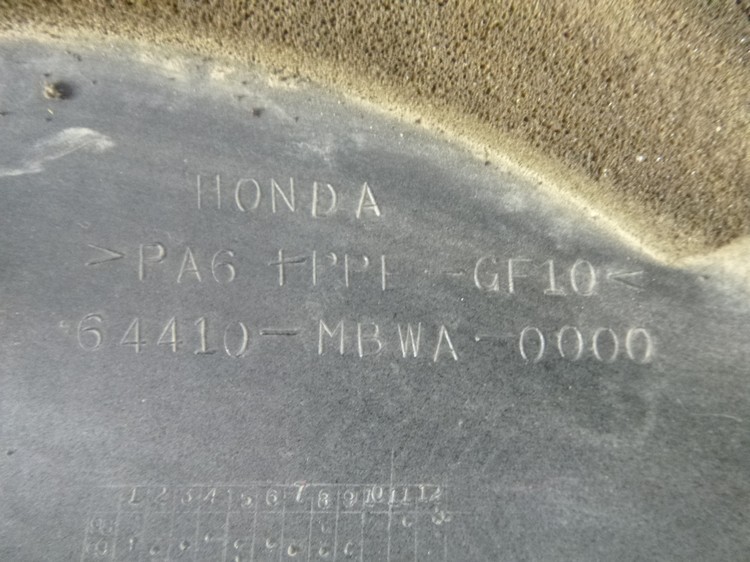 HONDA
>PA6+PPE-GF10<
64410-MBWA-0000
1 2 3 4 5 6 7 8 9 10 11 12